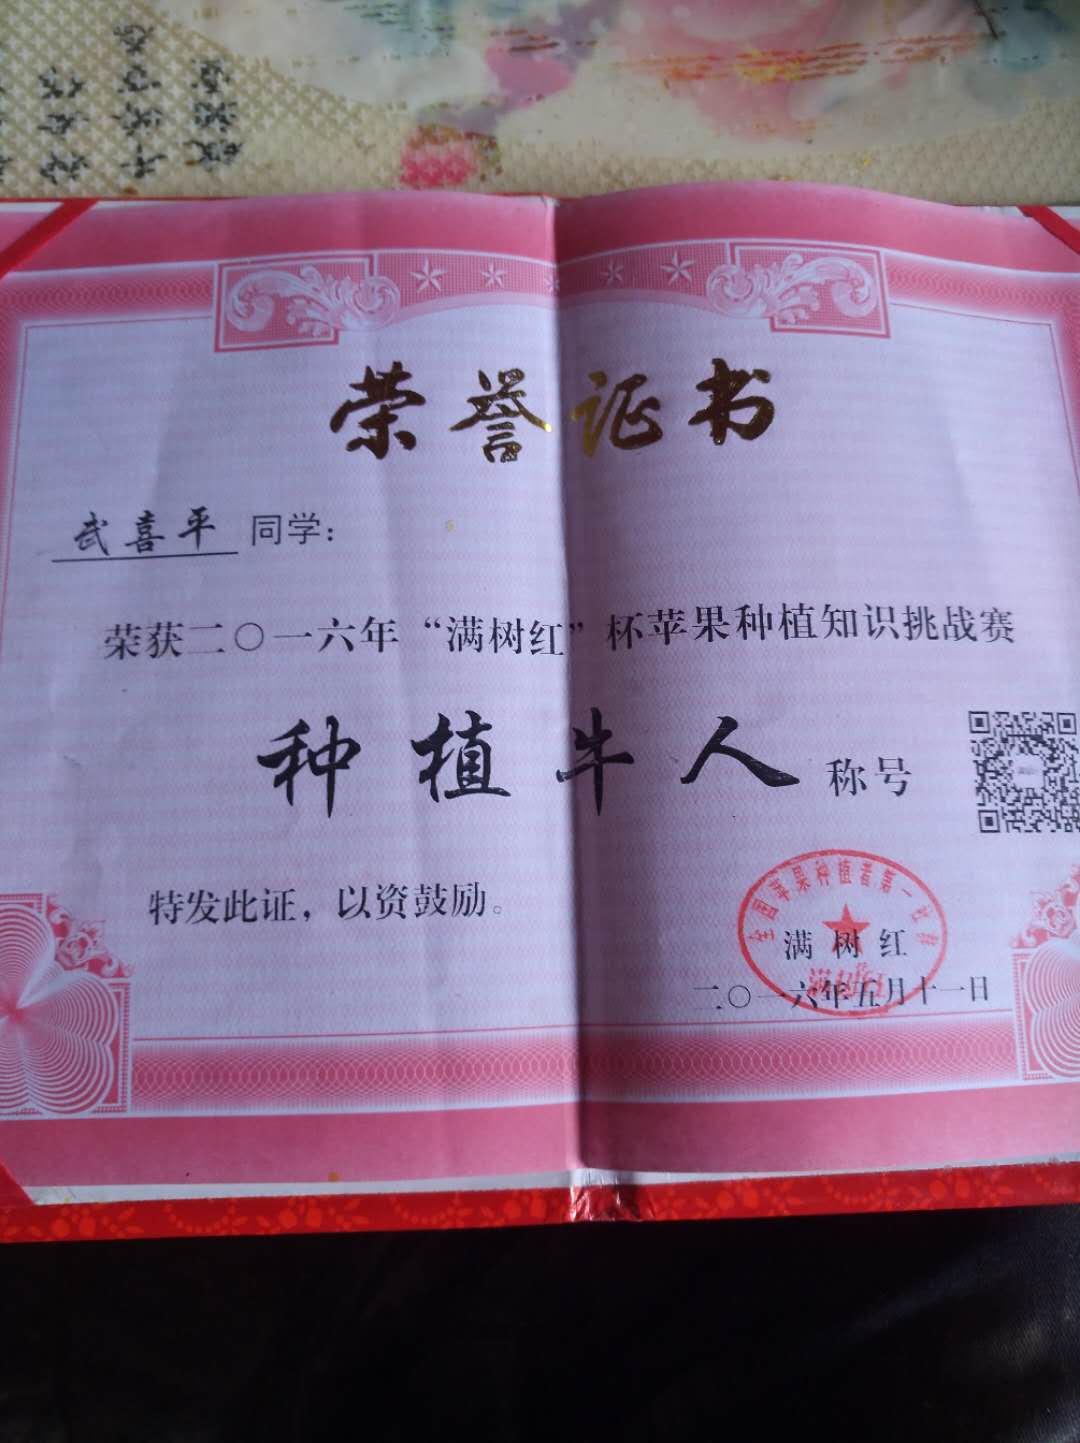 荣誉证书
武喜平 同学：
荣获二〇一六年“满树红”杯苹果种植知识挑战赛
种植牛人 称号
特发此证，以资鼓励。
全国苹果种植者第一社群
满树红
满树红
二〇一六年五月十一日